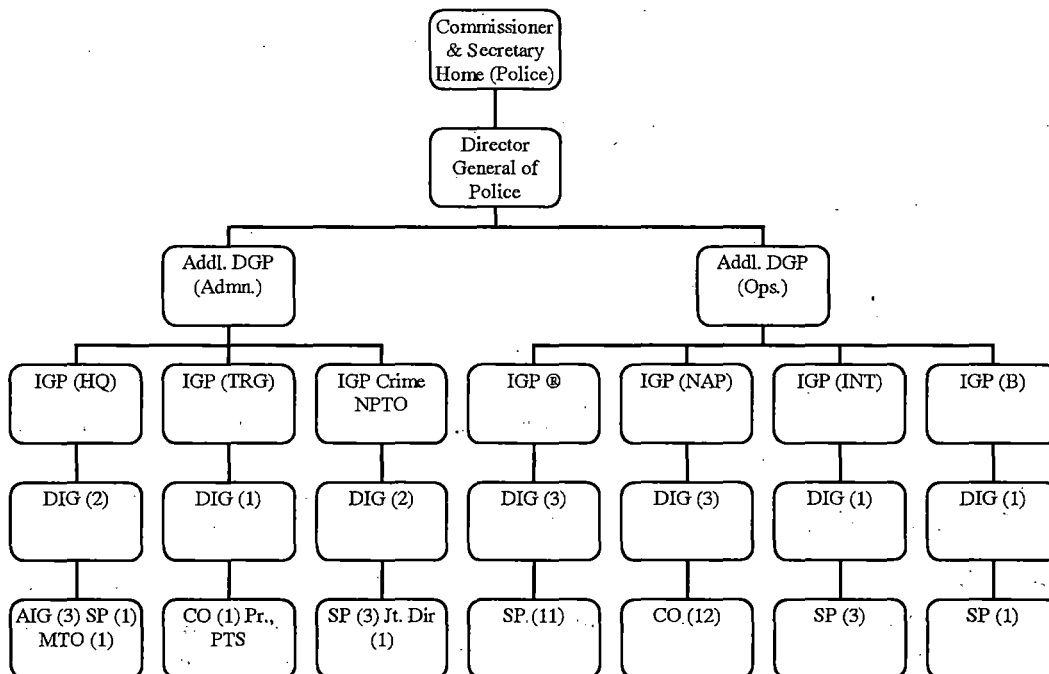 Commissioner
& Secretary
Home (Police)
Director
General of
Police
Addl. DGP
(Admn.)
Addl. DGP
(Ops.)
IGP (HQ)
IGP (TRG)
IGP Crime
NPTO
IGP ®
IGP (NAP)
IGP (INT)
IGP (B)
DIG (2)
DIG (1)
DIG (2)
DIG (3)
DIG (3)
DIG (1)
DIG (1)
AIG (3) SP (1)
MTO (1)
CO (1) Pr.,
PTS
SP (3) Jt. Dir
(1)
SP. (11)
CO (12)
SP (3)
SP (1)